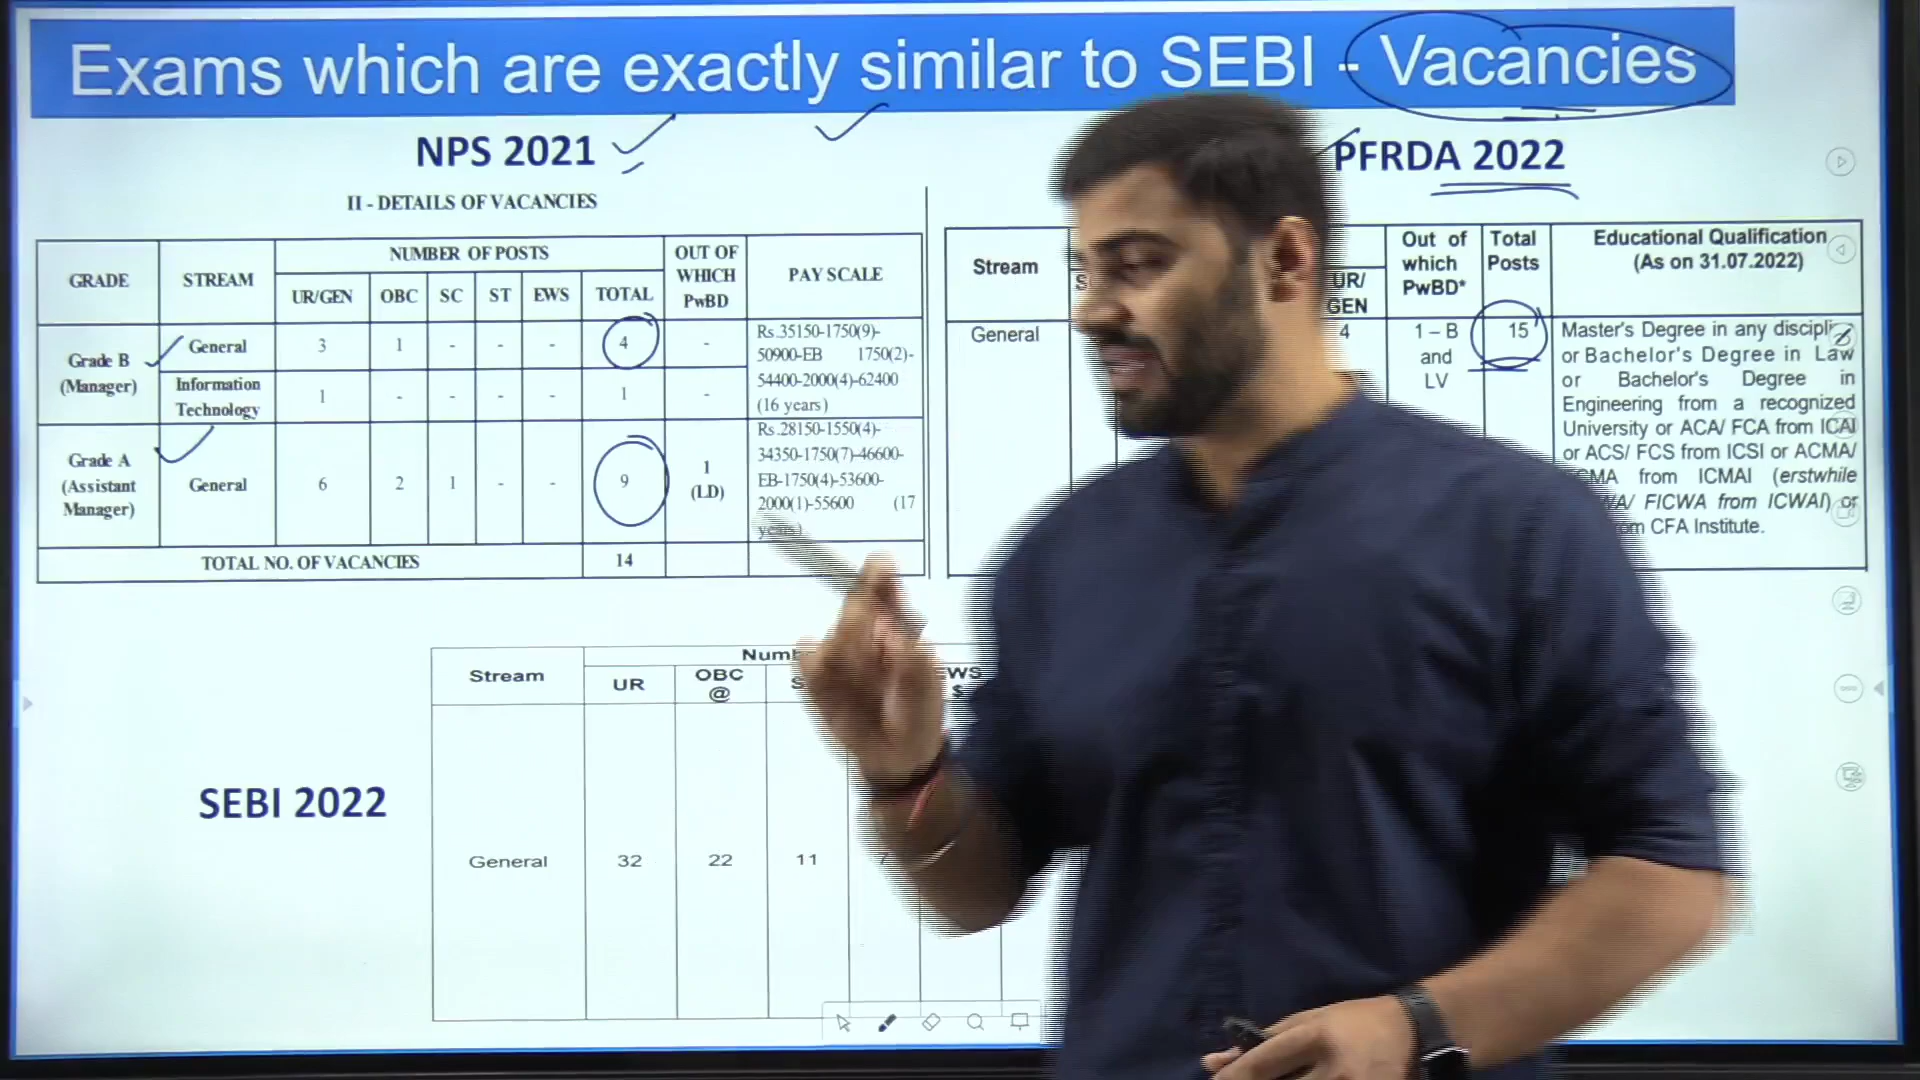 Exams which are exactly similar to SEBI - Vacancies
NPS 2021
II - DETAILS OF VACANCIES
GRADE
STREAM
NUMBER OF POSTS
UR/GEN
OBC
SC
ST
EWS
TOTAL
OUT OF
WHICH
PwBD
PAY SCALE
Grade B
(Manager)
General
3
1
-
-
-
4
-
Rs.35150-1750(9)-
50900-EB 1750(2)-
54400-2000(4)-62400
(16 years)
Information
Technology
1
-
-
-
-
1
-
Grade A
(Assistant
Manager)
General
6
2
1
-
-
9
1
(LD)
Rs.28150-1550(4)-
34350-1750(7)-46600-
EB-1750(4)-53600-
2000(1)-55600 (17
years)
TOTAL NO. OF VACANCIES
14
PFRDA 2022
Stream
UR/
GEN
Out of
which
PwBD*
Total
Posts
Educational Qualification
(As on 31.07.2022)
General
4
1 – B
and
LV
15
Master's Degree in any
or Bachelor's Degree in Law
or Bachelor's Degree in
Engineering from a recognized
University or ACA/ FCA from ICAI
or ACS/ FCS from ICSI or ACMA/
from ICMAI (erstwhile
FICWA from ICWAI) or
CFA Institute.
SEBI 2022
Stream
UR
OBC
@
General
32
22
11
7